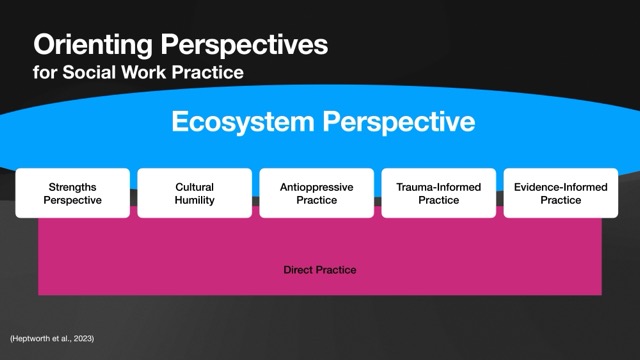 Orienting Perspectives
for Social Work Practice
Ecosystem Perspective
Strengths
Perspective
Cultural
Humility
Antioppressive
Practice
Trauma-Informed
Practice
Evidence-Informed
Practice
Direct Practice
(Heptworth et al., 2023)